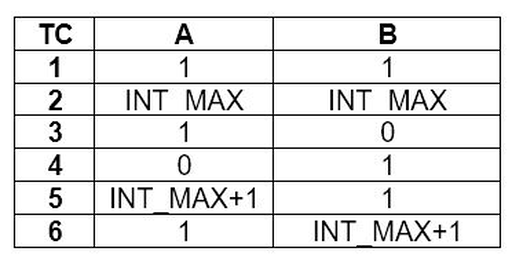 TC A B
1 1 1
2 INT_MAX INT_MAX
3 1 0
4 0 1
5 INT_MAX+1 1
6 1 INT_MAX+1